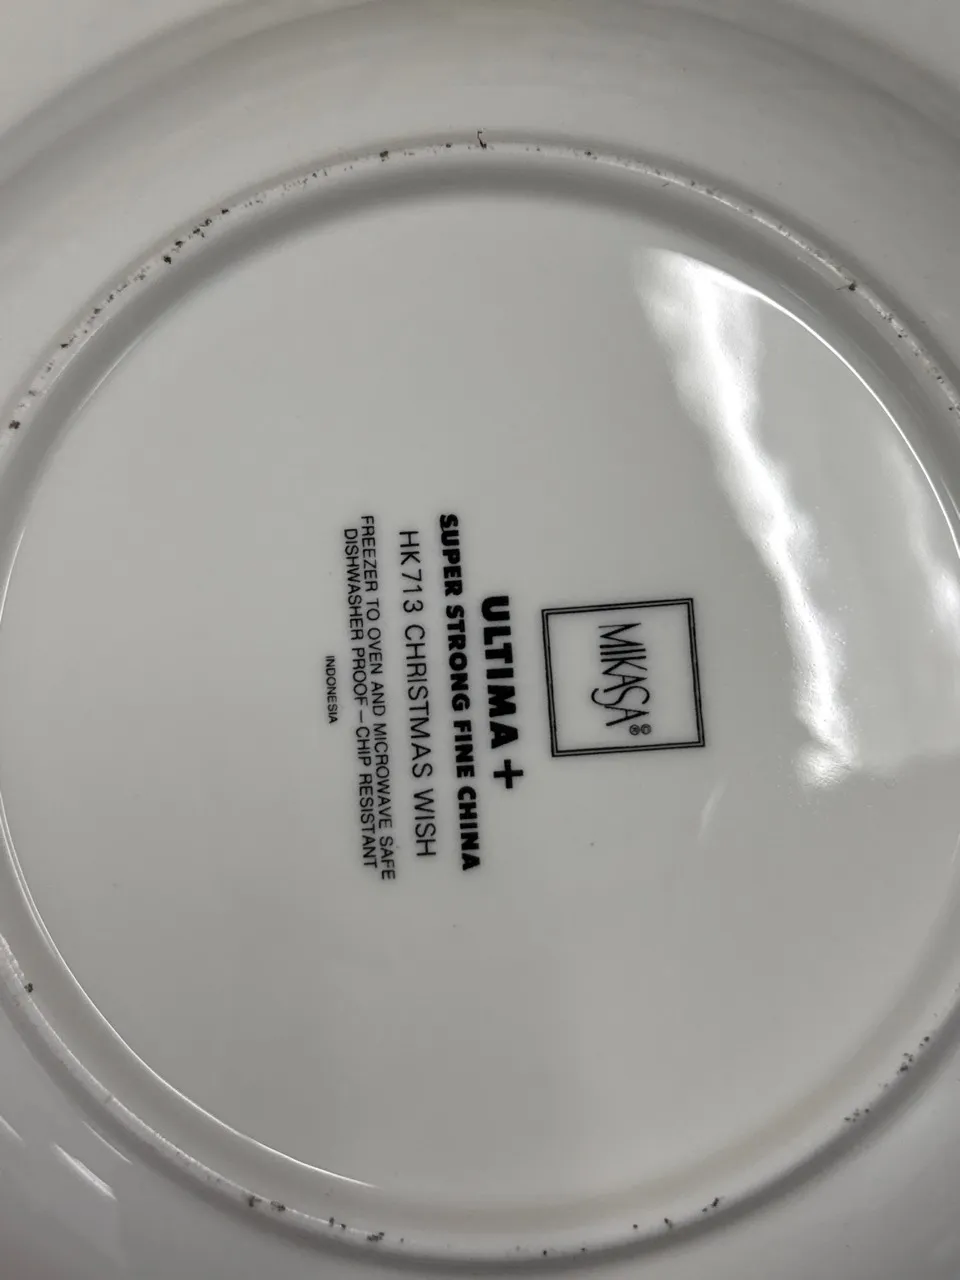 MIKASA©®
ULTIMA +
SUPER STRONG FINE CHINA
HK713 CHRISTMAS WISH
FREEZER TO OVEN AND MICROWAVE SAFE
DISHWASHER PROOF–CHIP RESISTANT
INDONESIA